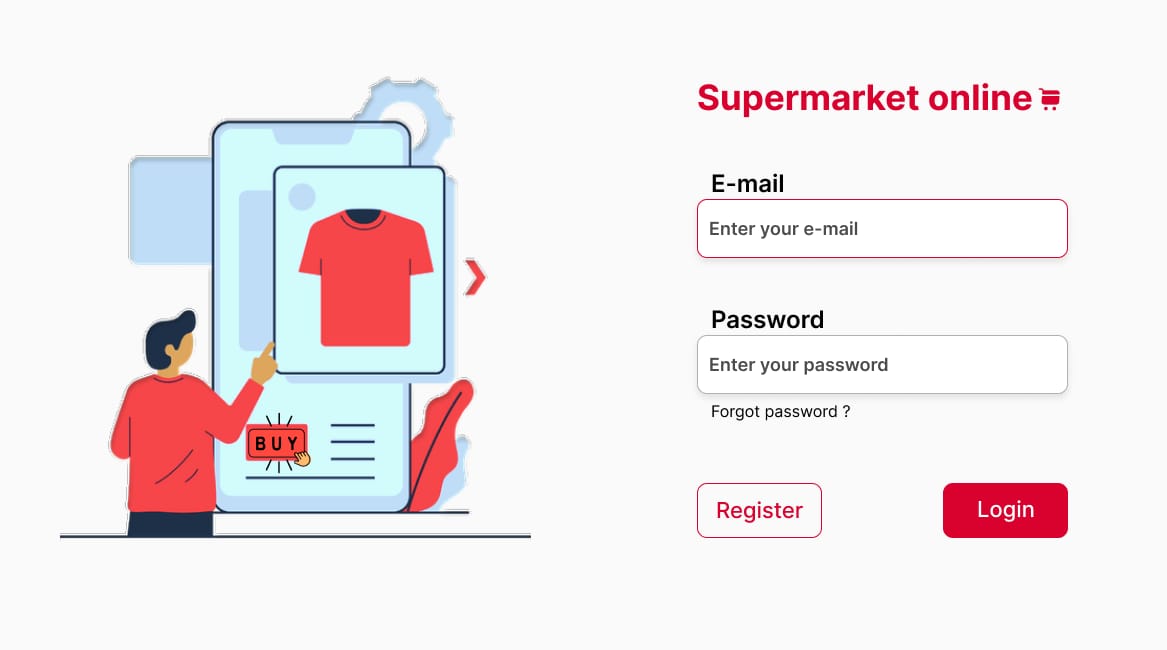 Supermarket online
E-mail
Enter your e-mail
Password
Enter your password
Forgot password ?
Register
Login
BUY